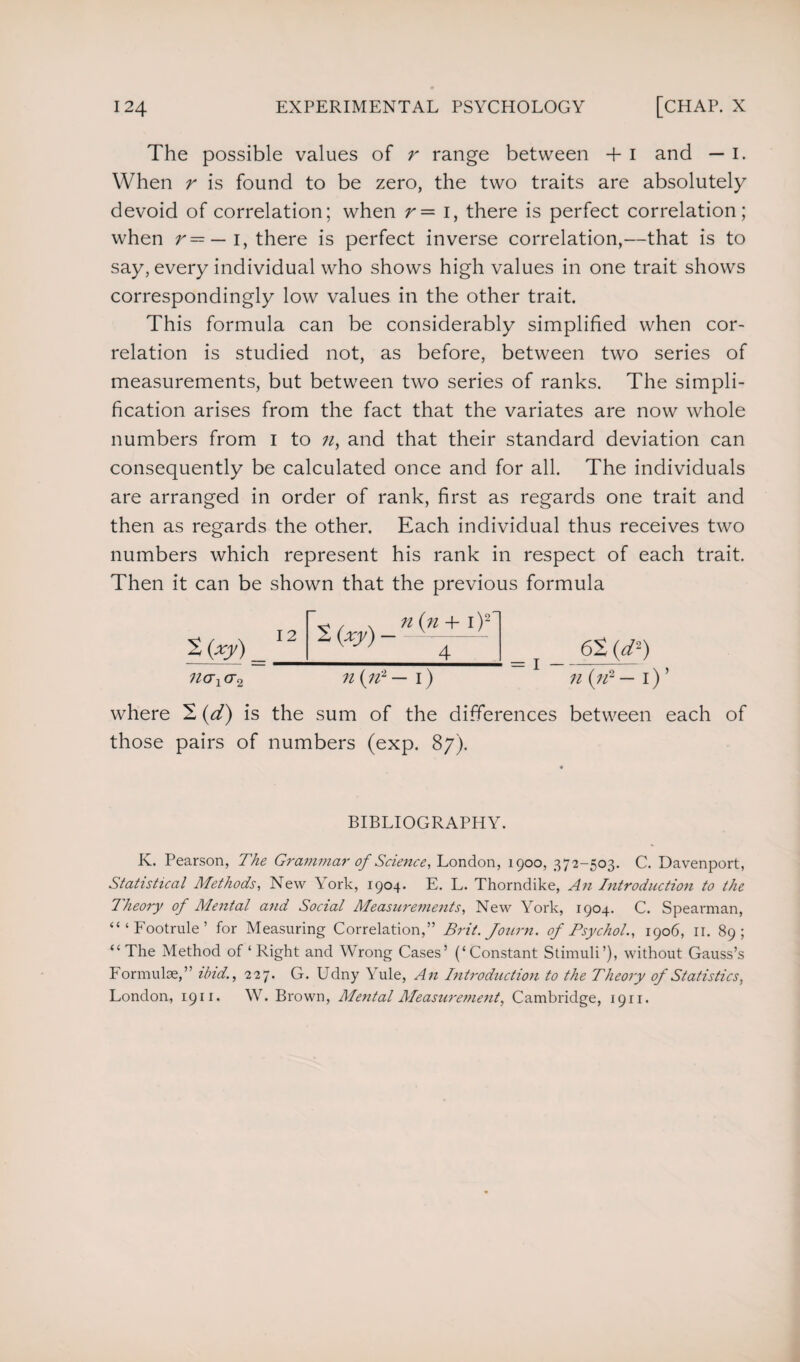 124 EXPERIMENTAL PSYCHOLOGY [CHAP. X
The possible values of r range between + 1 and — 1.
When r is found to be zero, the two traits are absolutely
devoid of correlation; when r = 1, there is perfect correlation;
when r = — 1, there is perfect inverse correlation,—that is to
say, every individual who shows high values in one trait shows
correspondingly low values in the other trait.
This formula can be considerably simplified when cor-
relation is studied not, as before, between two series of
measurements, but between two series of ranks. The simpli-
fication arises from the fact that the variates are now whole
numbers from 1 to n, and that their standard deviation can
consequently be calculated once and for all. The individuals
are arranged in order of rank, first as regards one trait and
then as regards the other. Each individual thus receives two
numbers which represent his rank in respect of each trait.
Then it can be shown that the previous formula
Σ(xy) / nσ₁σ₂ = 12 [Σ(xy) − n(n + 1)² / 4] / n(n² − 1) = 1 − 6Σ(d²) / n(n² − 1),
where Σ(d) is the sum of the differences between each of
those pairs of numbers (exp. 87).
BIBLIOGRAPHY.
K. Pearson, The Grammar of Science, London, 1900, 372–503. C. Davenport,
Statistical Methods, New York, 1904. E. L. Thorndike, An Introduction to the
Theory of Mental and Social Measurements, New York, 1904. C. Spearman,
“‘Footrule’ for Measuring Correlation,” Brit. Journ. of Psychol., 1906, II. 89;
“The Method of ‘Right and Wrong Cases’ (‘Constant Stimuli’), without Gauss’s
Formulæ,” ibid., 227. G. Udny Yule, An Introduction to the Theory of Statistics,
London, 1911. W. Brown, Mental Measurement, Cambridge, 1911.